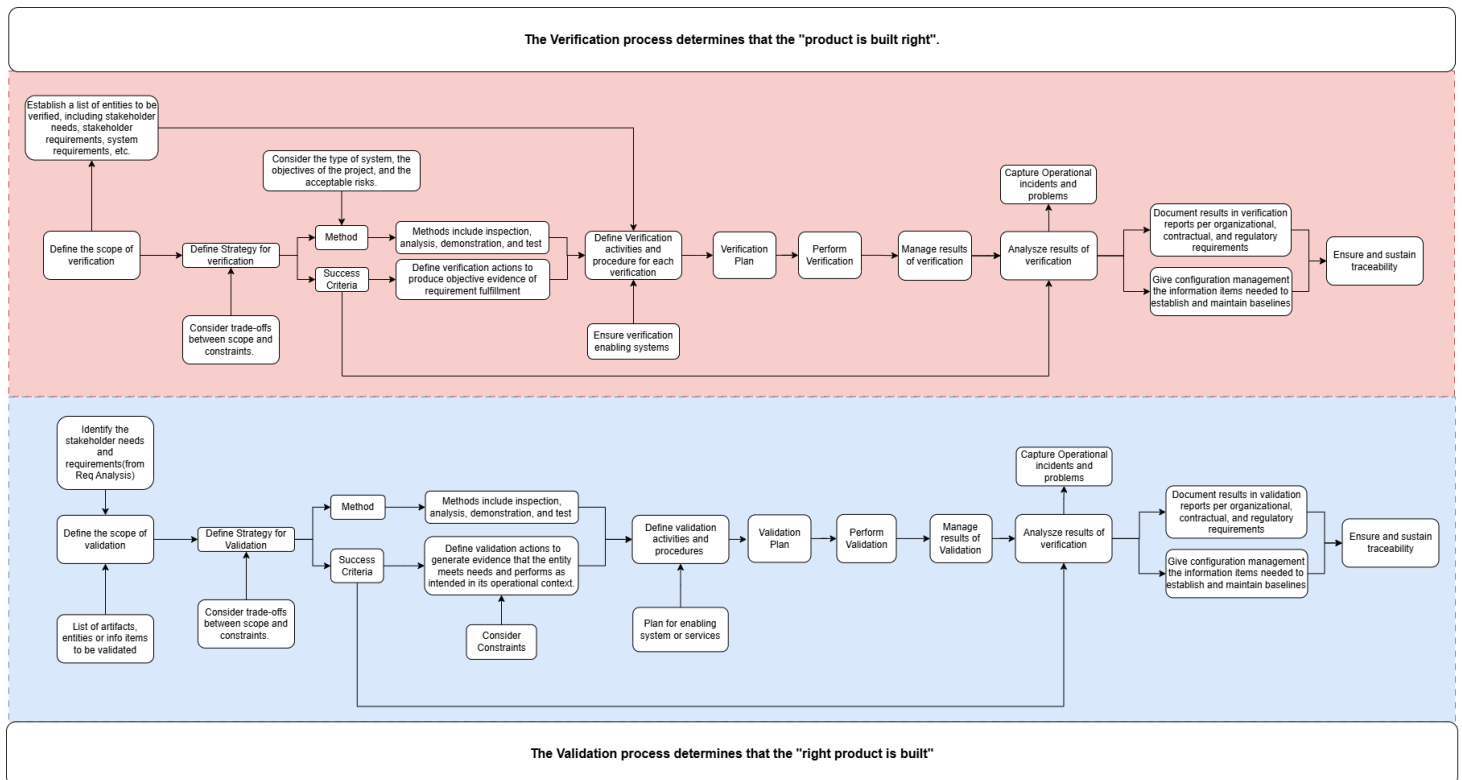 The Verification process determines that the "product is built right".
Establish a list of entities to be
verified, including stakeholder
needs, stakeholder
requirements, system
requirements, etc.
Consider the type of system, the
objectives of the project, and the
acceptable risks.
Capture Operational
incidents and
problems
Define the scope of
verification
Define Strategy for
verification
Method
Methods include inspection,
analysis, demonstration, and test
Success
Criteria
Define verification actions to
produce objective evidence of
requirement fulfillment
Define Verification
activities and
procedure for each
verification
Verification
Plan
Perform
Verification
Manage results
of verification
Analysze results of
verification
Document results in verification
reports per organizational,
contractual, and regulatory
requirements
Give configuration management
the information items needed to
establish and maintain baselines
Ensure and sustain
traceability
Consider trade-offs
between scope and
constraints.
Ensure verification
enabling systems
Identify the
stakeholder needs
and
requirements(from
Req Analysis)
Capture Operational
incidents and
problems
Define the scope of
validation
Define Strategy for
Validation
Method
Methods include inspection,
analysis, demonstration, and test
Success
Criteria
Define validation actions to
generate evidence that the entity
meets needs and performs as
intended in its operational context.
Define validation
activities and
procedures
Validation
Plan
Perform
Validation
Manage
results of
Validation
Analysze results of
verification
Document results in validation
reports per organizational,
contractual, and regulatory
requirements
Give configuration management
the information items needed to
establish and maintain baselines
Ensure and sustain
traceability
List of artifacts,
entities or info items
to be validated
Consider trade-offs
between scope and
constraints.
Consider
Constraints
Plan for enabling
system or services
The Validation process determines that the "right product is built"